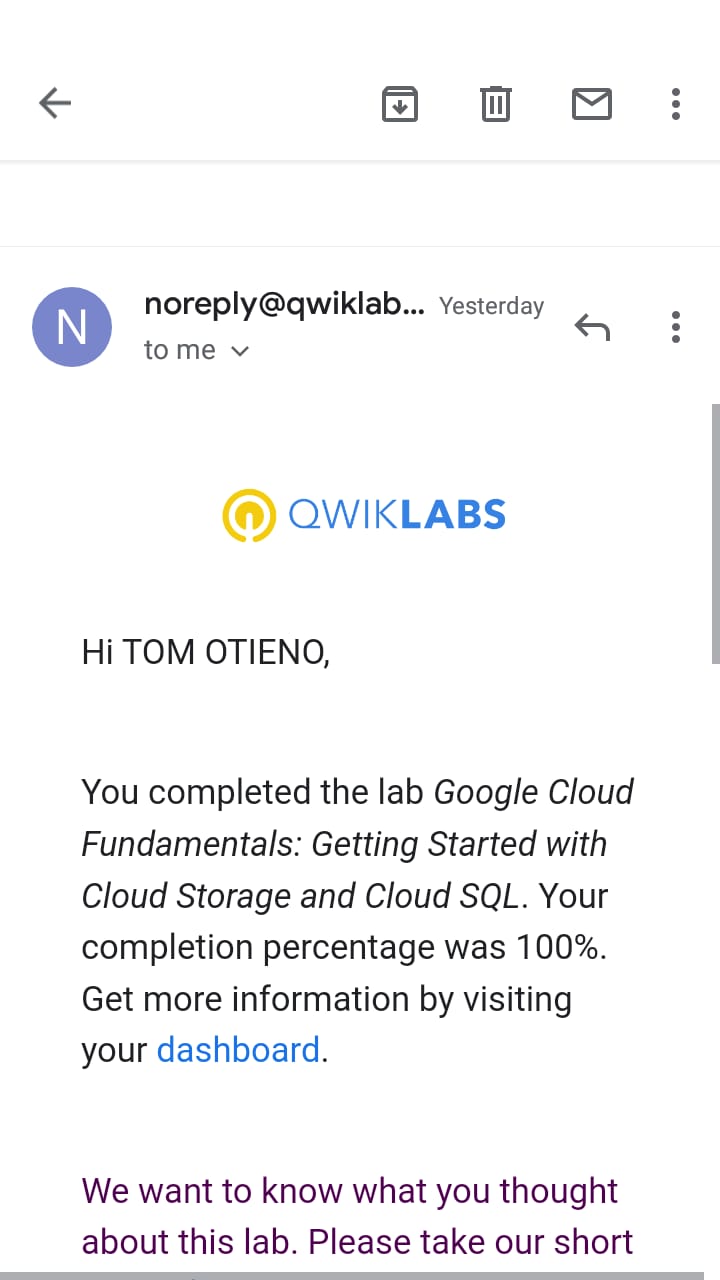 noreply@qwiklab... Yesterday
to me
N
QWIKLABS
Hi TOM OTIENO,
You completed the lab Google Cloud
Fundamentals: Getting Started with
Cloud Storage and Cloud SQL. Your
completion percentage was 100%.
Get more information by visiting
your dashboard.
We want to know what you thought
about this lab. Please take our short